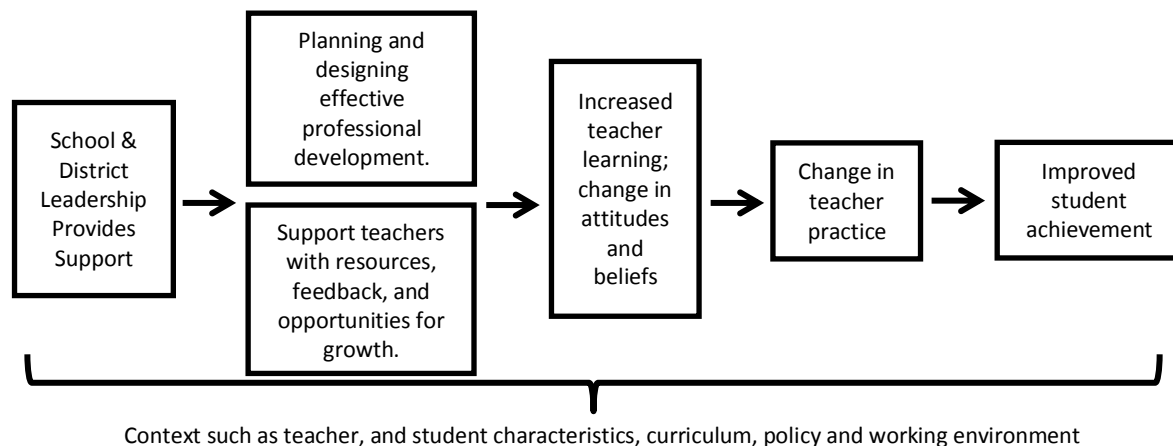 School &
District
Leadership
Provides
Support
Planning and
designing
effective
professional
development.
Support teachers
with resources,
feedback, and
opportunities for
growth.
Increased
teacher
learning;
change in
attitudes
and
beliefs
Change in
teacher
practice
Improved
student
achievement
Context such as teacher, and student characteristics, curriculum, policy and working environment